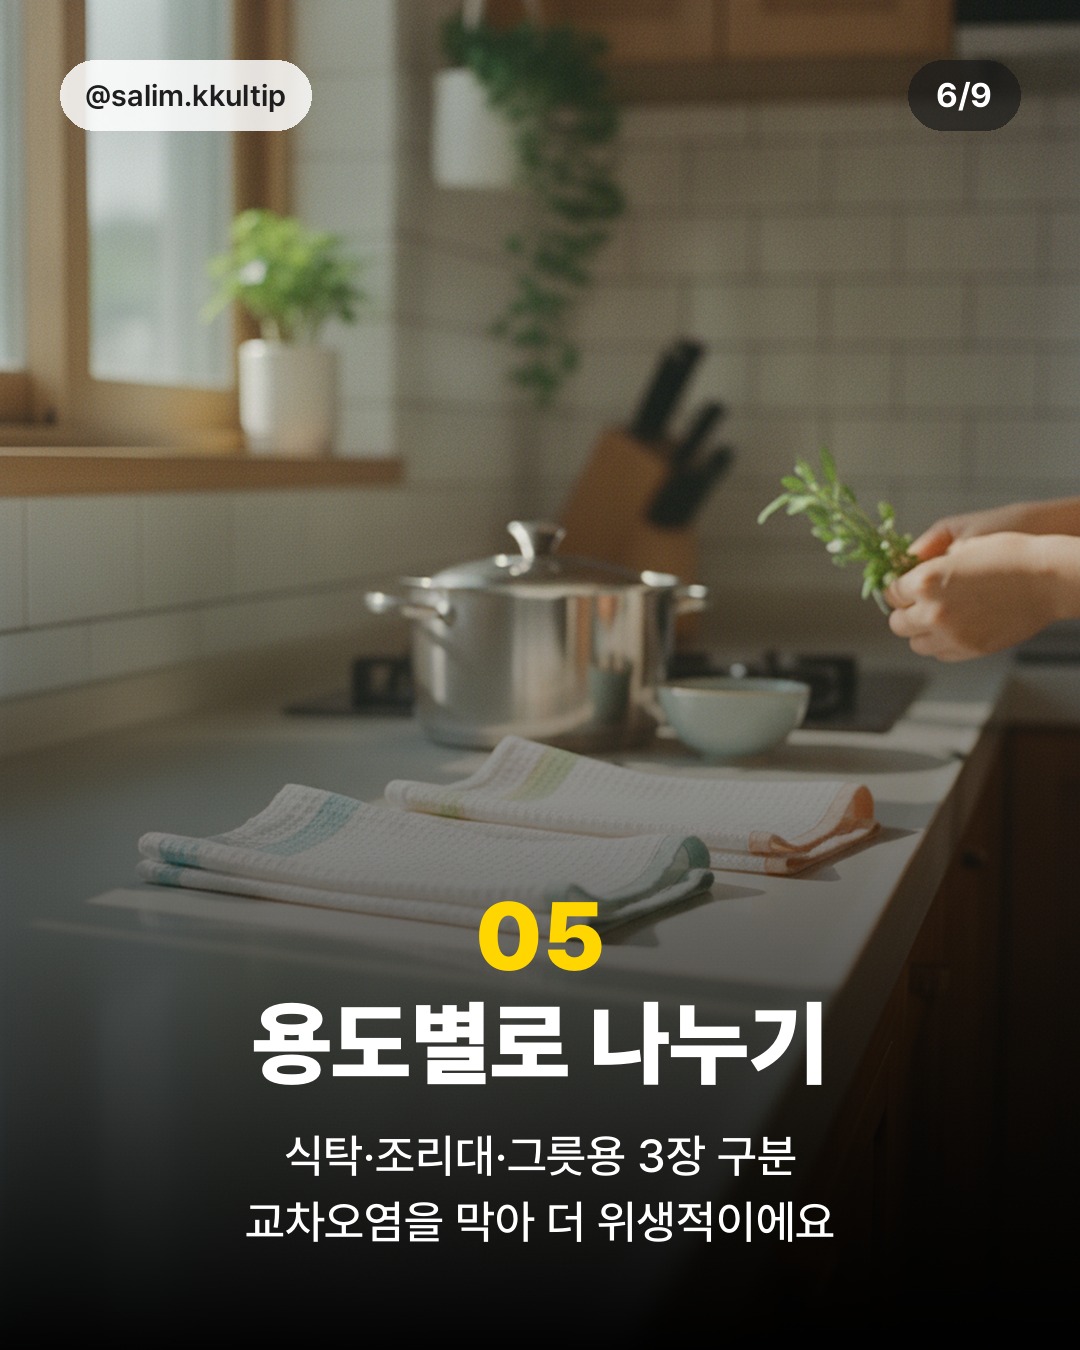 @salim.kkultip
6/9
05
용도별로 나누기
식탁·조리대·그릇용 3장 구분
교차오염을 막아 더 위생적이에요